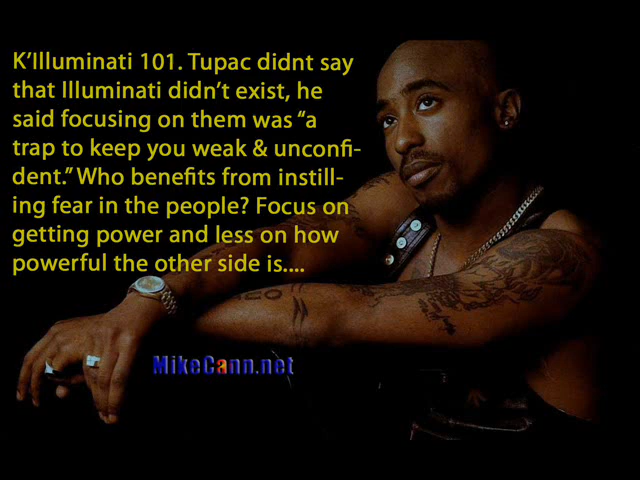 K'Illuminati 101. Tupac didnt say
that Illuminati didn't exist, he
said focusing on them was "a
trap to keep you weak & unconfi-
dent." Who benefits from instill-
ing fear in the people? Focus on
getting power and less on how
powerful the other side is....
MikeCann.net